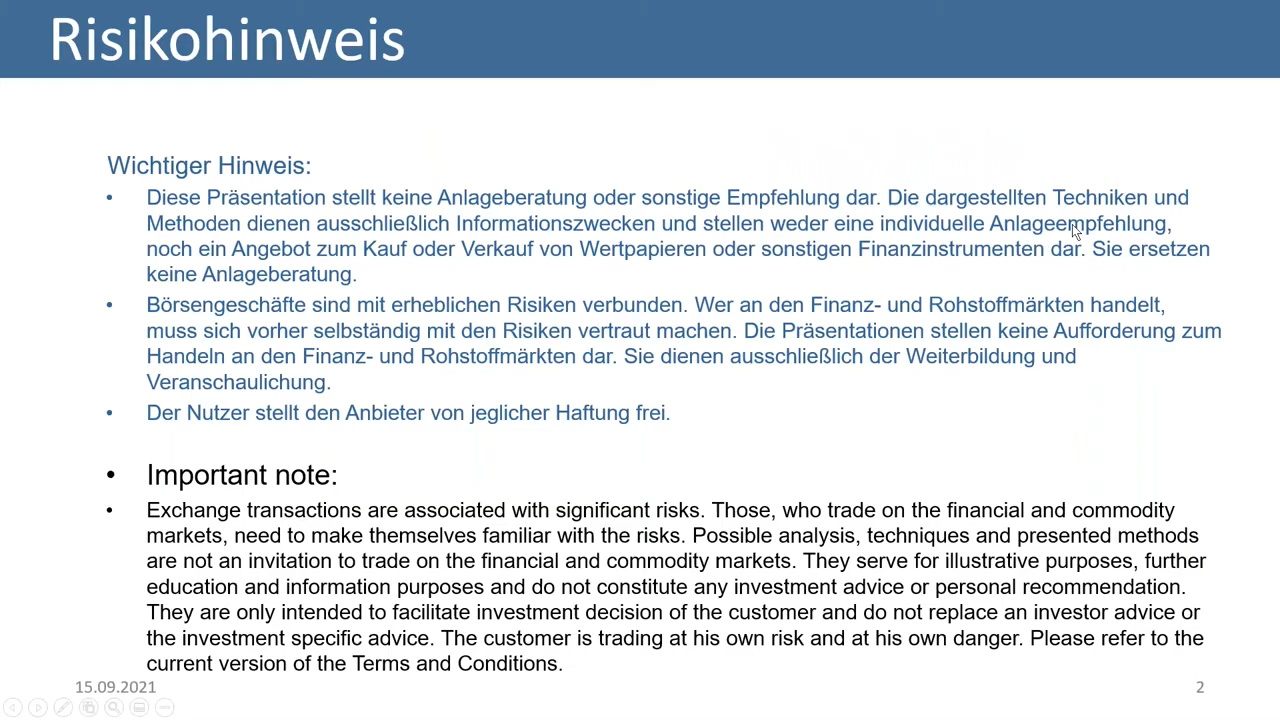 Risikohinweis
Wichtiger Hinweis:
• Diese Präsentation stellt keine Anlageberatung oder sonstige Empfehlung dar. Die dargestellten Techniken und
Methoden dienen ausschließlich Informationszwecken und stellen weder eine individuelle Anlageempfehlung,
noch ein Angebot zum Kauf oder Verkauf von Wertpapieren oder sonstigen Finanzinstrumenten dar. Sie ersetzen
keine Anlageberatung.
• Börsengeschäfte sind mit erheblichen Risiken verbunden. Wer an den Finanz- und Rohstoffmärkten handelt,
muss sich vorher selbständig mit den Risiken vertraut machen. Die Präsentationen stellen keine Aufforderung zum
Handeln an den Finanz- und Rohstoffmärkten dar. Sie dienen ausschließlich der Weiterbildung und
Veranschaulichung.
• Der Nutzer stellt den Anbieter von jeglicher Haftung frei.
• Important note:
• Exchange transactions are associated with significant risks. Those, who trade on the financial and commodity
markets, need to make themselves familiar with the risks. Possible analysis, techniques and presented methods
are not an invitation to trade on the financial and commodity markets. They serve for illustrative purposes, further
education and information purposes and do not constitute any investment advice or personal recommendation.
They are only intended to facilitate investment decision of the customer and do not replace an investor advice or
the investment specific advice. The customer is trading at his own risk and at his own danger. Please refer to the
current version of the Terms and Conditions.
15.09.2021
2